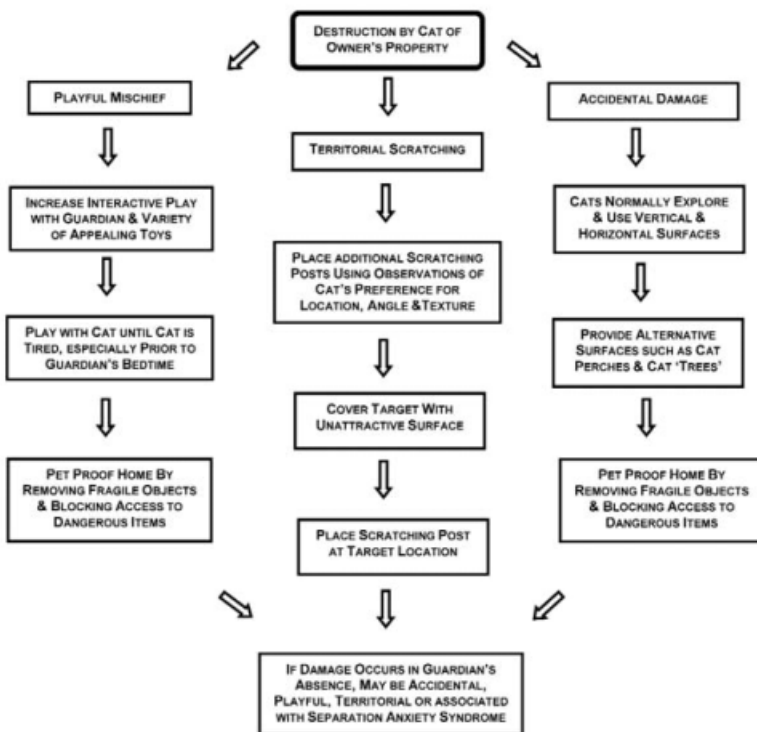 DESTRUCTION BY CAT OF
OWNER'S PROPERTY
PLAYFUL MISCHIEF
ACCIDENTAL DAMAGE
TERRITORIAL SCRATCHING
INCREASE INTERACTIVE PLAY
WITH GUARDIAN & VARIETY
OF APPEALING TOYS
CATS NORMALLY EXPLORE
& USE VERTICAL &
HORIZONTAL SURFACES
PLACE ADDITIONAL SCRATCHING
POSTS USING OBSERVATIONS OF
CAT'S PREFERENCE FOR
LOCATION, ANGLE &TEXTURE
PLAY WITH CAT UNTIL CAT IS
TIRED, ESPECIALLY PRIOR TO
GUARDIAN'S BEDTIME
PROVIDE ALTERNATIVE
SURFACES SUCH AS CAT
PERCHES & CAT 'TREES'
COVER TARGET WITH
UNATTRACTIVE SURFACE
PET PROOF HOME BY
REMOVING FRAGILE OBJECTS
& BLOCKING ACCESS TO
DANGEROUS ITEMS
PET PROOF HOME BY
REMOVING FRAGILE OBJECTS
& BLOCKING ACCESS TO
DANGEROUS ITEMS
PLACE SCRATCHING POST
AT TARGET LOCATION
IF DAMAGE OCCURS IN GUARDIAN'S
ABSENCE, MAY BE ACCIDENTAL,
PLAYFUL, TERRITORIAL OR ASSOCIATED
WITH SEPARATION ANXIETY SYNDROME